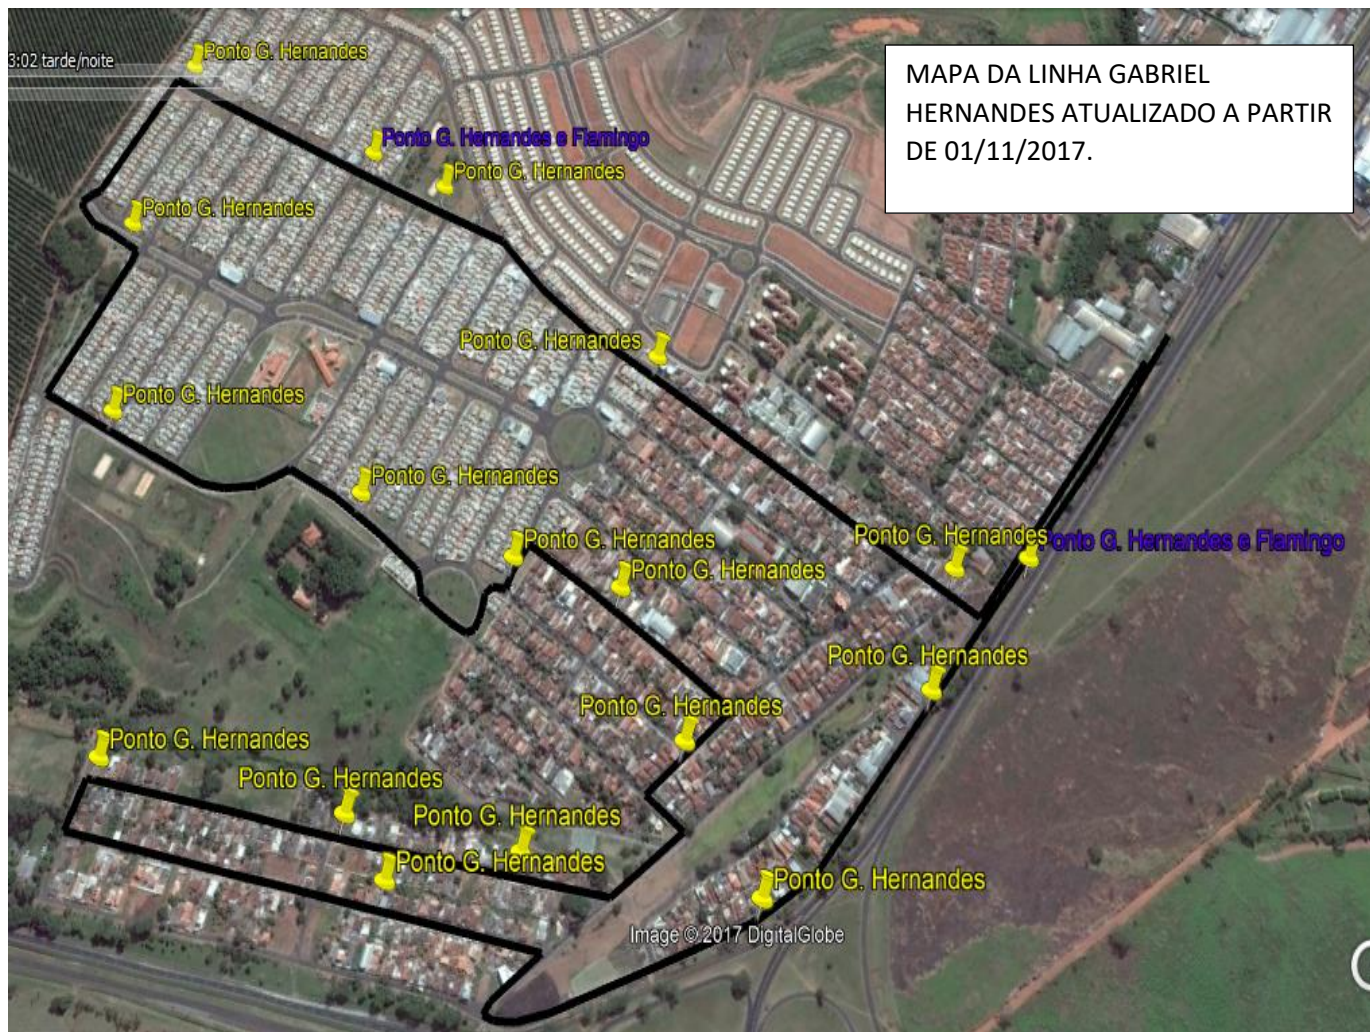 Ponto G. Hernandes
3:02 tarde/noite
MAPA DA LINHA GABRIEL
HERNANDES ATUALIZADO A PARTIR
DE 01/11/2017.
Ponto G. Hernandes e Flamingo
Ponto G. Hernandes
Ponto G. Hernandes
Ponto G. Hernandes
Ponto G. Hernandes
Ponto G. Hernandes
Ponto G. Hernandes
Ponto G. Hernandes
Ponto G. Hernandes e Flamingo
Ponto G. Hernandes
Ponto G. Hernandes
Ponto G. Hernandes
Ponto G. Hernandes
Ponto G. Hernandes
Ponto G. Hernandes
Ponto G. Hernandes
Ponto G. Hernandes
Image © 2017 DigitalGlobe